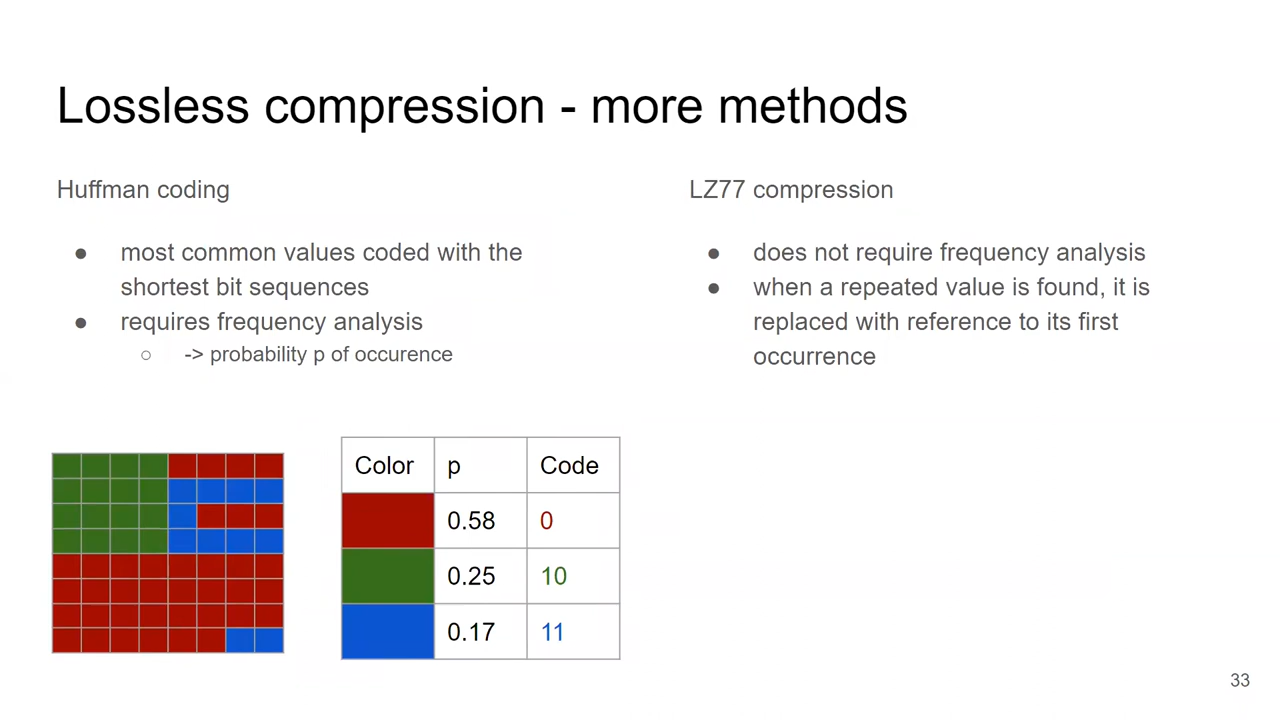 Lossless compression - more methods
Huffman coding
● most common values coded with the
shortest bit sequences
● requires frequency analysis
○ -> probability p of occurence
LZ77 compression
● does not require frequency analysis
● when a repeated value is found, it is
replaced with reference to its first
occurrence
Color p Code
0.58 0
0.25 10
0.17 11
33